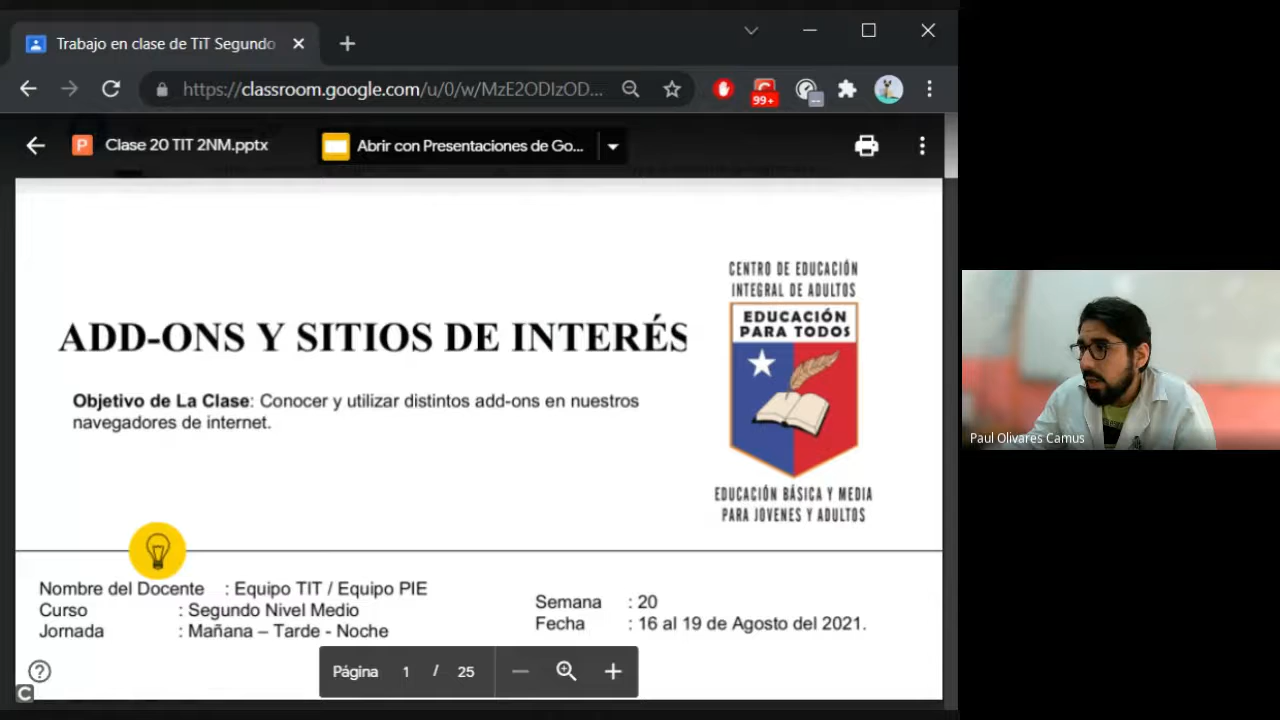 Trabajo en clase de TiT Segundo
https://classroom.google.com/u/0/w/MzE2ODIzOD...
99+
Clase 20 TIT 2NM.pptx
Abrir con Presentaciones de Go...
CENTRO DE EDUCACIÓN
INTEGRAL DE ADULTOS
EDUCACIÓN
PARA TODOS
ADD-ONS Y SITIOS DE INTERÉS
Objetivo de La Clase: Conocer y utilizar distintos add-ons en nuestros
navegadores de internet.
EDUCACIÓN BÁSICA Y MEDIA
PARA JOVENES Y ADULTOS
Paul Olivares Camus
Nombre del Docente : Equipo TIT / Equipo PIE
Curso : Segundo Nivel Medio
Jornada : Mañana – Tarde - Noche
Semana : 20
Fecha : 16 al 19 de Agosto del 2021.
Página 1 / 25